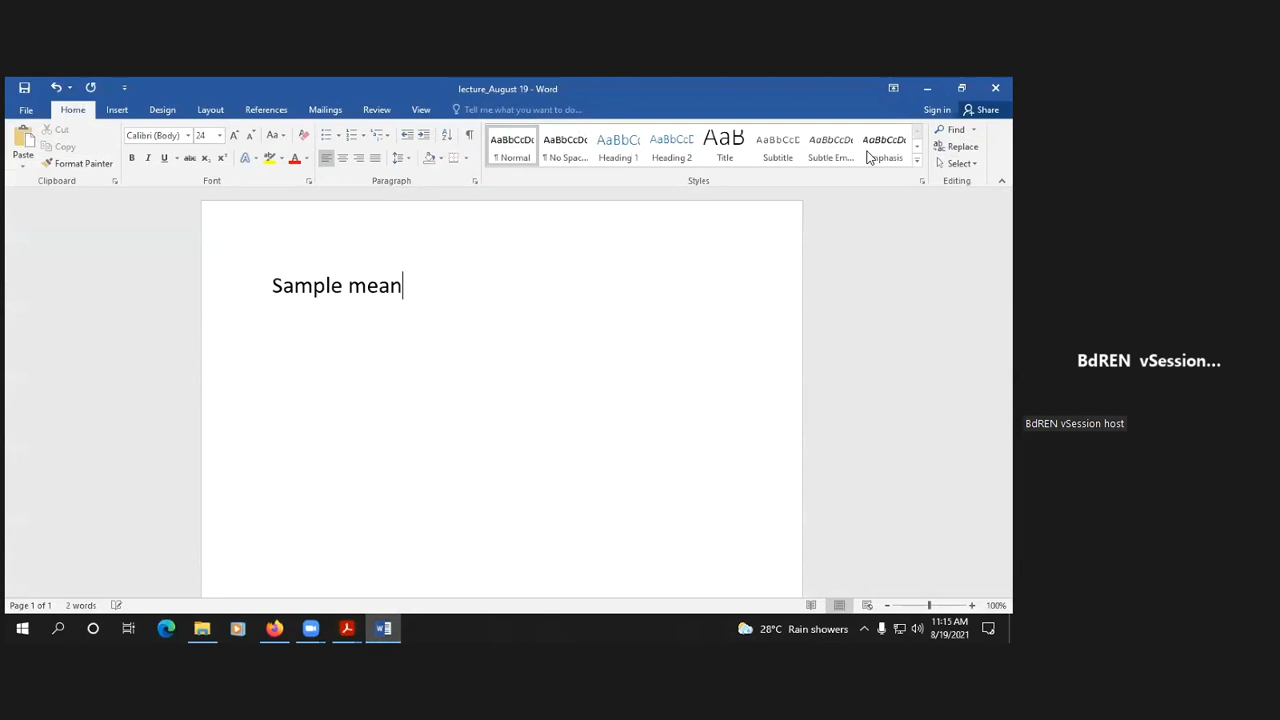 lecture_August 19 - Word
File Home Insert Design Layout References Mailings Review View Tell me what you want to do... Sign in Share
Paste
Cut
Copy
Format Painter
Clipboard
Calibri (Body) 24
Font
Paragraph
AaBbCcDc AaBbCcDc AaBbCc AaBbCcD AaB AaBbCcD AaBbCcDc AaBbCcDc
¶ Normal ¶ No Spac... Heading 1 Heading 2 Title Subtitle Subtle Em...
Styles
Find
Replace
Select
Editing
Sample mean
BdREN vSession...
BdREN vSession host
Page 1 of 1 2 words 100%
28°C Rain showers
11:15 AM
8/19/2021